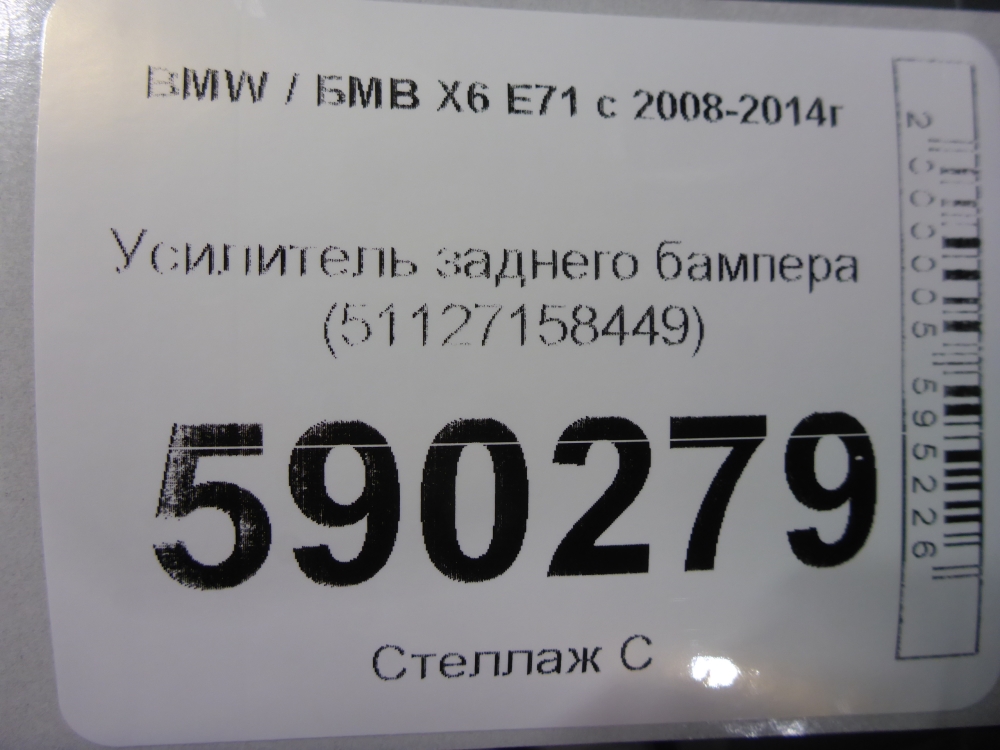 BMW / БМВ X6 E71 с 2008-2014г
Усилитель заднего бампера
(51127158449)
590279
Стеллаж С
2000005595226